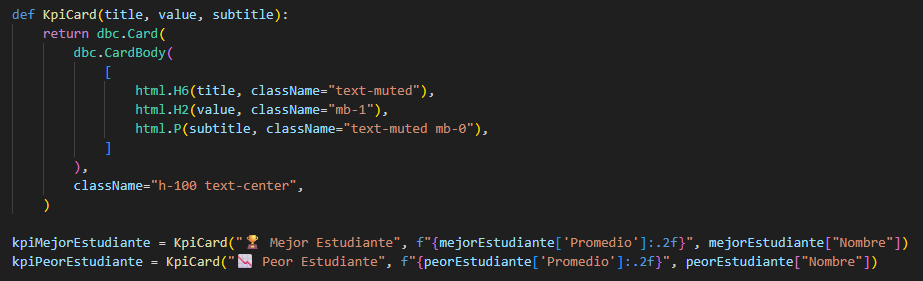 def KpiCard(title, value, subtitle):
    return dbc.Card(
        dbc.CardBody(
            [
                html.H6(title, className="text-muted"),
                html.H2(value, className="mb-1"),
                html.P(subtitle, className="text-muted mb-0"),
            ]
        ),
        className="h-100 text-center",
    )

kpiMejorEstudiante = KpiCard("🏆 Mejor Estudiante", f"{mejorEstudiante['Promedio']:.2f}", mejorEstudiante["Nombre"])
kpiPeorEstudiante = KpiCard("📉 Peor Estudiante", f"{peorEstudiante['Promedio']:.2f}", peorEstudiante["Nombre"])